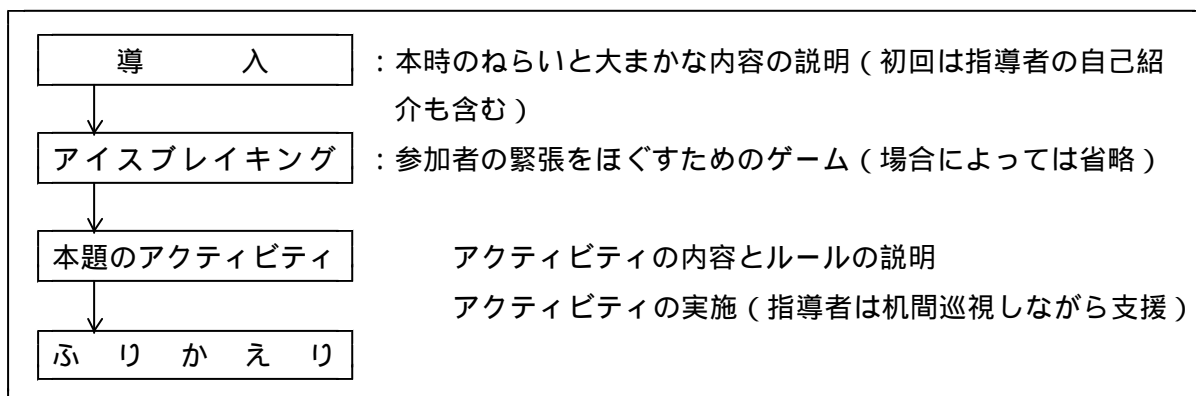 導入 :本時のねらいと大まかな内容の説明(初回は指導者の自己紹
介も含む)
アイスブレイキング :参加者の緊張をほぐすためのゲーム(場合によっては省略)
本題のアクティビティ アクティビティの内容とルールの説明
アクティビティの実施(指導者は机間巡視しながら支援)
ふりかえり